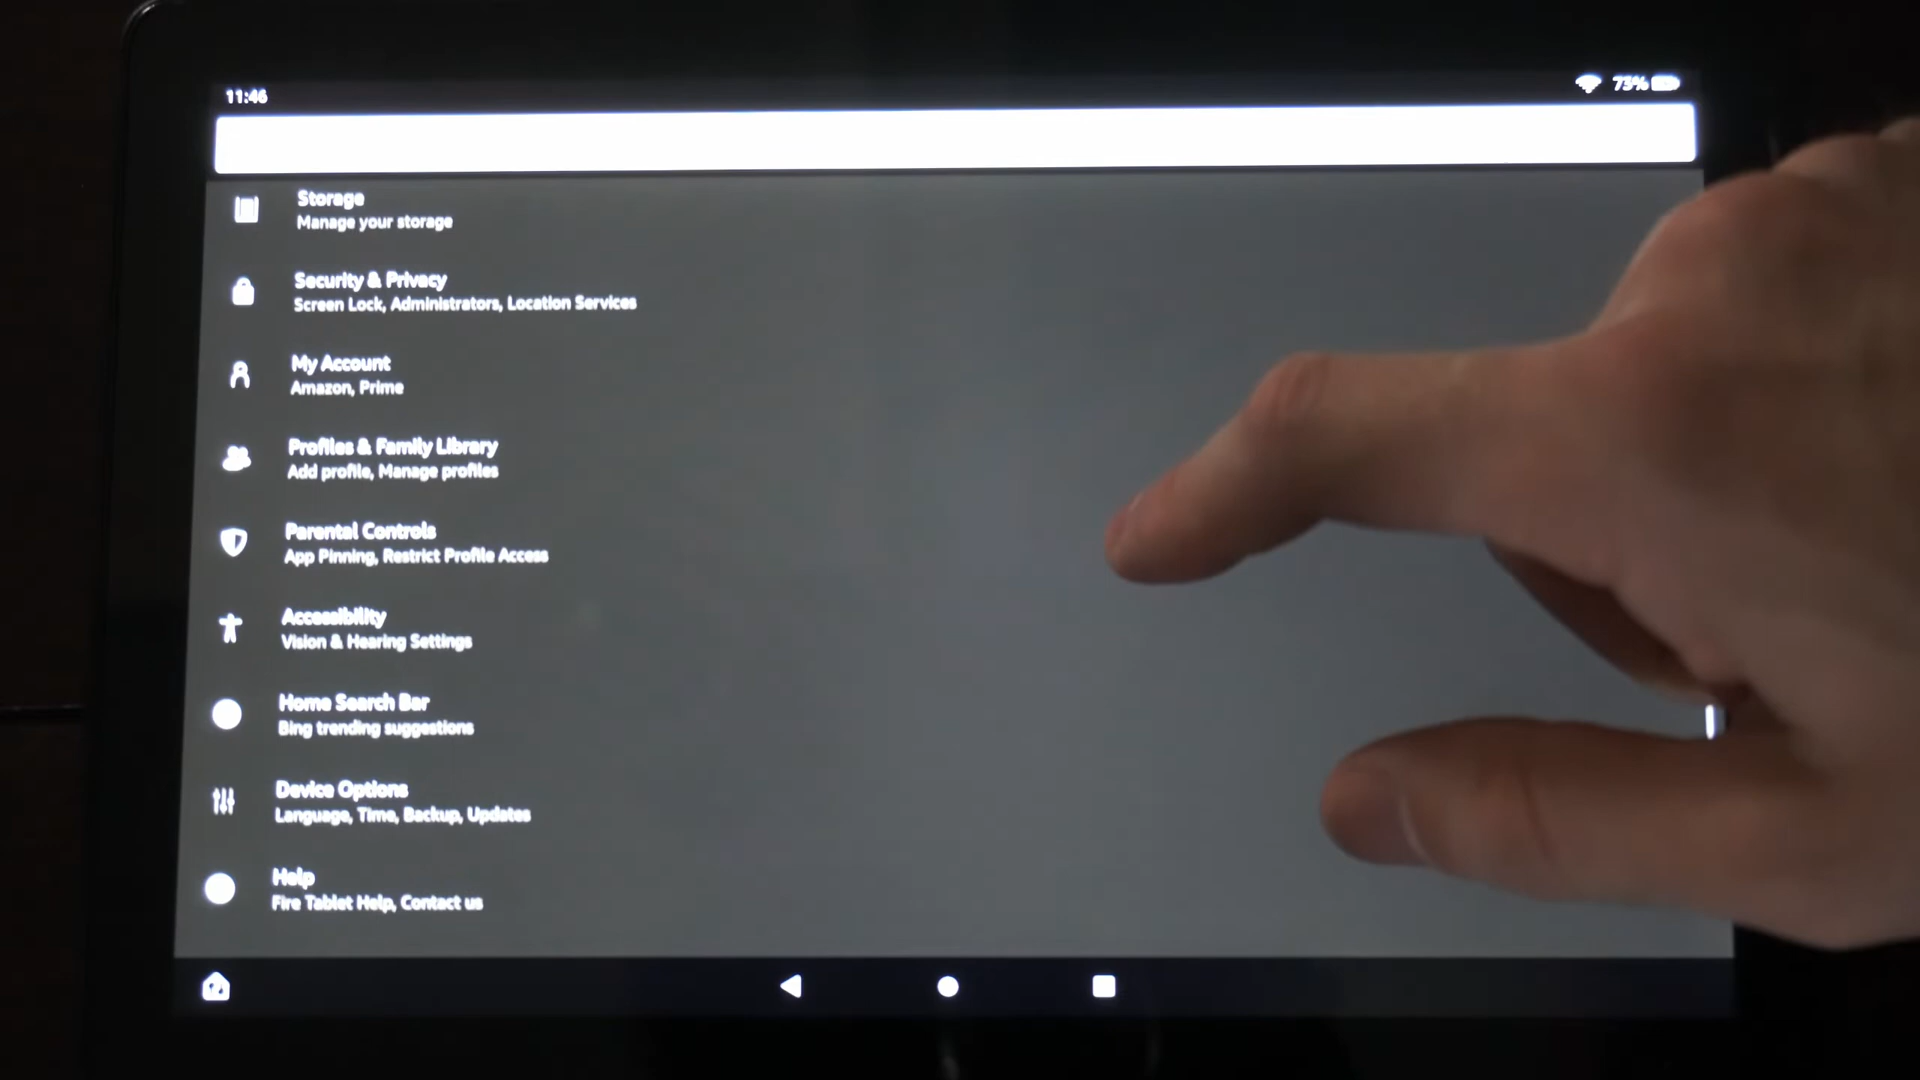 11:46
73%
Storage
Manage your storage
Security & Privacy
Screen Lock, Administrators, Location Services
My Account
Amazon, Prime
Profiles & Family Library
Add profile, Manage profiles
Parental Controls
App Pinning, Restrict Profile Access
Accessibility
Vision & Hearing Settings
Home Search Bar
Bing trending suggestions
Device Options
Language, Time, Backup, Updates
Help
Fire Tablet Help, Contact us